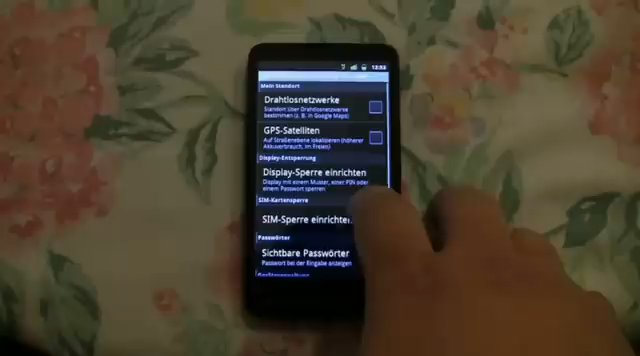 12:53
Mein Standort
Drahtlosnetzwerke
Standort über Drahtlosnetzwerke
bestimmen (z. B. in Google Maps)
GPS-Satelliten
Auf Straßenebene lokalisieren (höherer
Akkuverbrauch, im Freien)
Display-Entsperrung
Display-Sperre einrichten
Display mit einem Muster, einer PIN oder
einem Passwort sperren
SIM-Kartensperre
SIM-Sperre einrichten
Passwörter
Sichtbare Passwörter
Passwort bei der Eingabe anzeigen